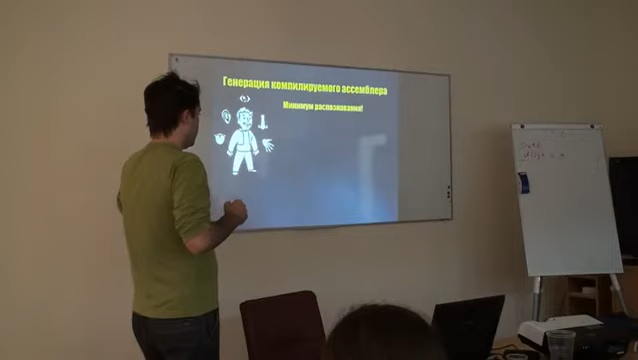 Генерация компилируемого ассемблера
Минимум распознавания!